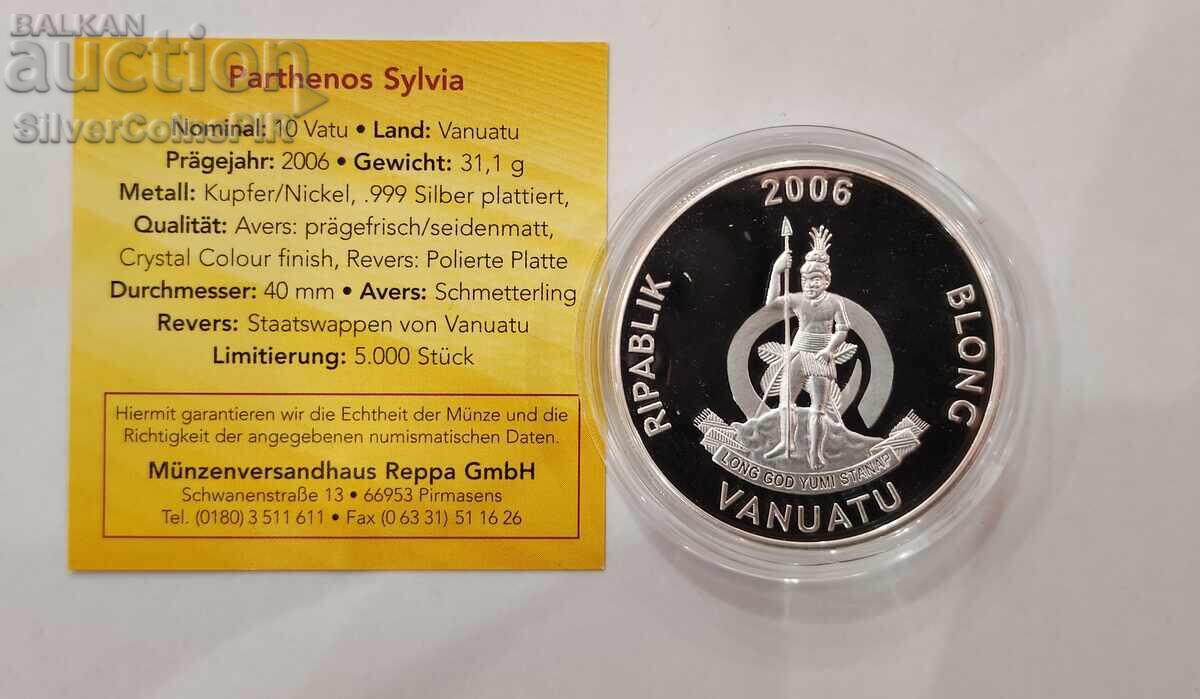 BALKAN
auction
SilverCoinsPIR
Parthenos Sylvia
Nominal: 10 Vatu • Land: Vanuatu
Prägejahr: 2006 • Gewicht: 31,1 g
Metall: Kupfer/Nickel, .999 Silber plattiert,
Qualität: Avers: prägefrisch/seidenmatt,
Crystal Colour finish, Revers: Polierte Platte
Durchmesser: 40 mm • Avers: Schmetterling
Revers: Staatswappen von Vanuatu
Limitierung: 5.000 Stück
Hiermit garantieren wir die Echtheit der Münze und die
Richtigkeit der angegebenen numismatischen Daten.
Münzenversandhaus Reppa GmbH
Schwanenstraße 13 • 66953 Pirmasens
Tel. (0180) 3 511 611 • Fax (0 63 31) 51 16 26
2006
RIPABLIK
BLONG
VANUATU
LONG GOD YUMI STANAP